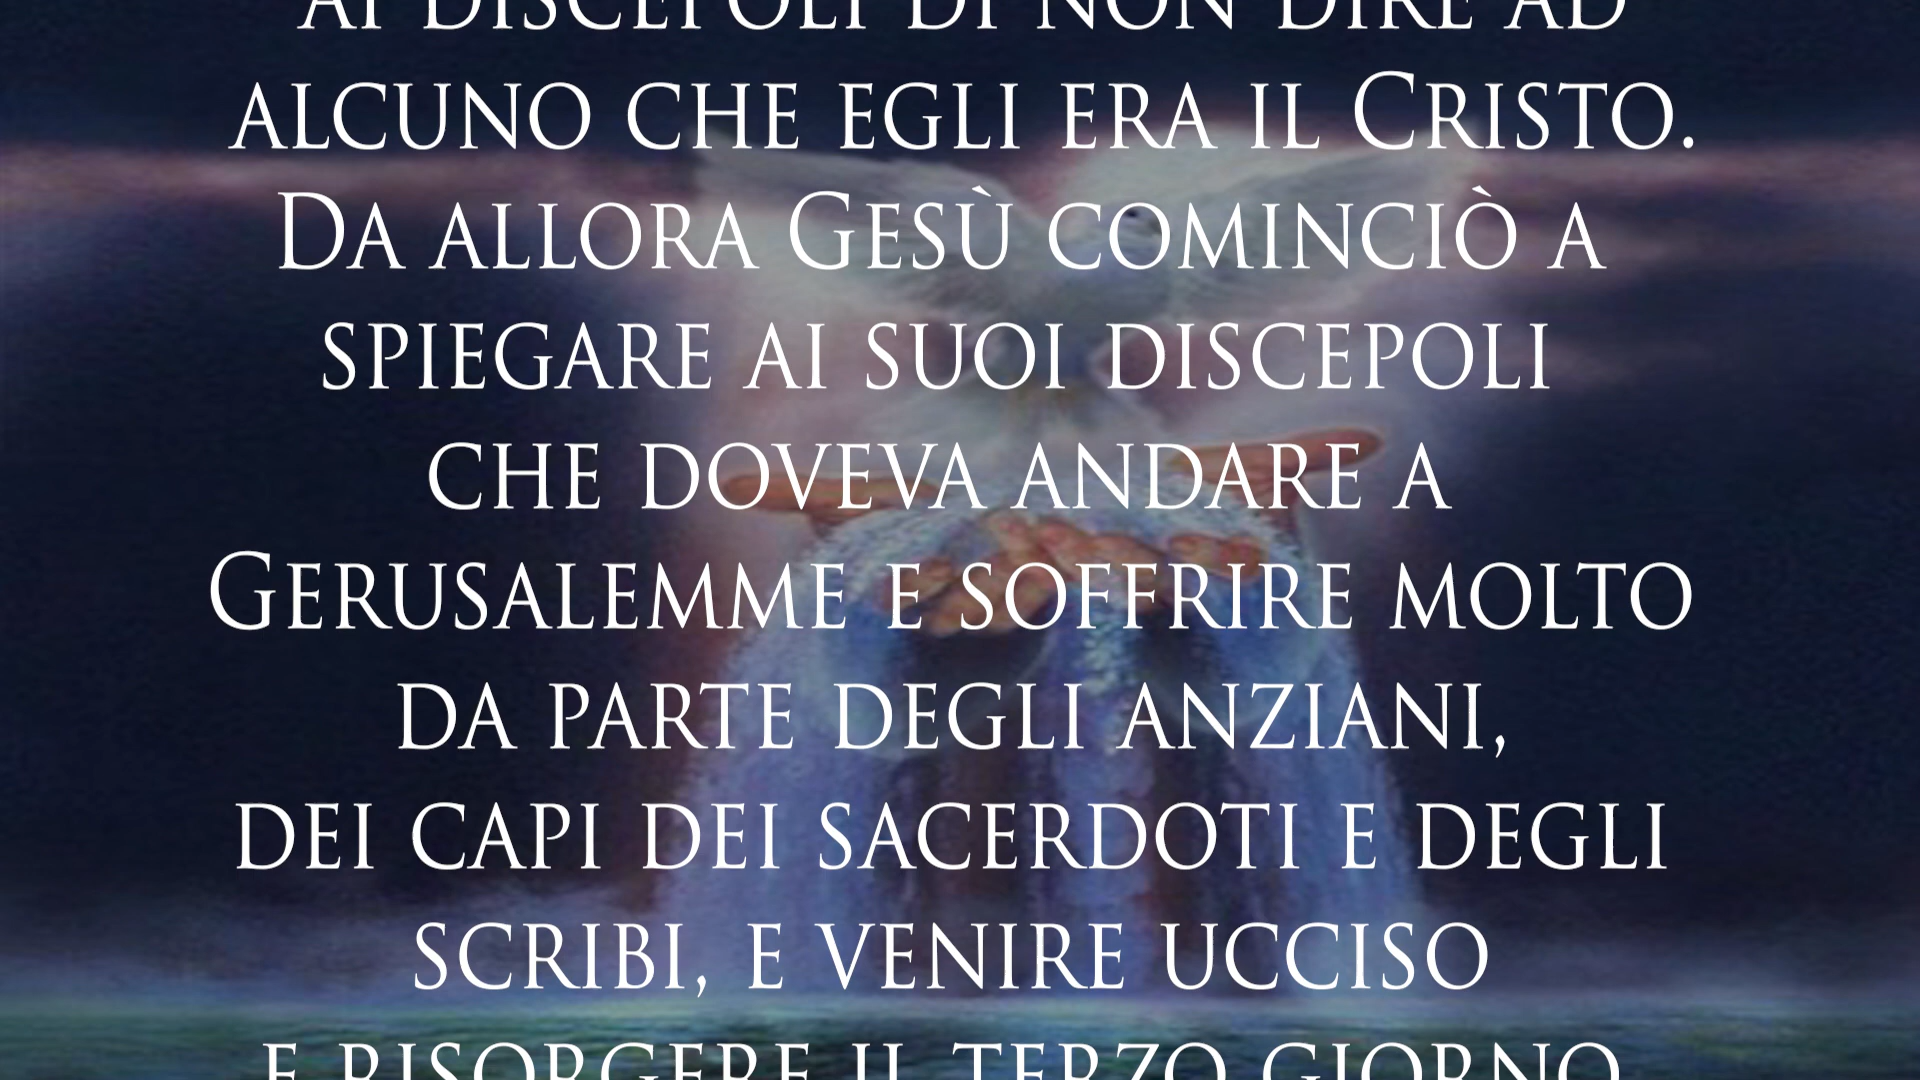 ai discepoli di non dire ad
alcuno che egli era il Cristo.
Da allora Gesù cominciò a
spiegare ai suoi discepoli
che doveva andare a
Gerusalemme e soffrire molto
da parte degli anziani,
dei capi dei sacerdoti e degli
scribi, e venire ucciso
e risorgere il terzo giorno